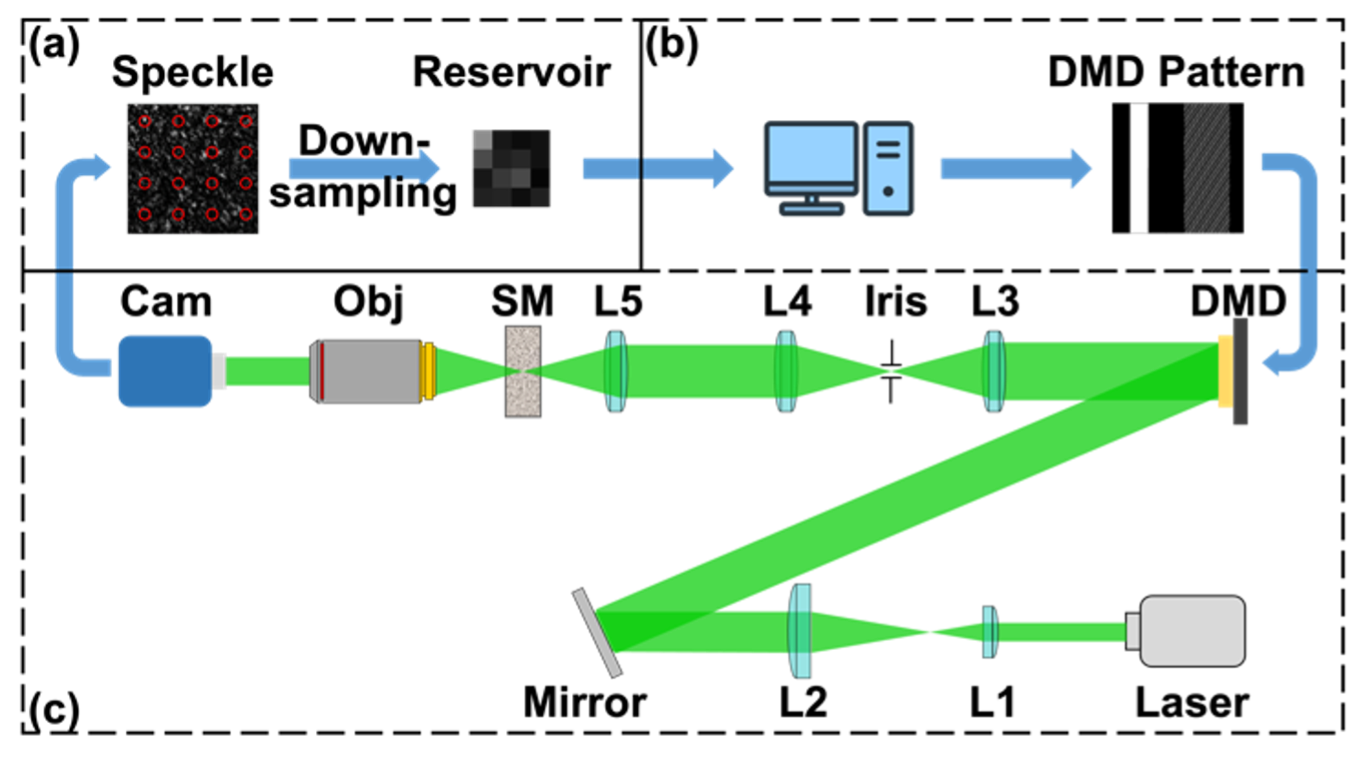 (a)
Speckle
Down-
sampling
Reservoir
(b)
DMD Pattern
(c)
Cam
Obj
SM
L5
L4
Iris
L3
DMD
Mirror
L2
L1
Laser